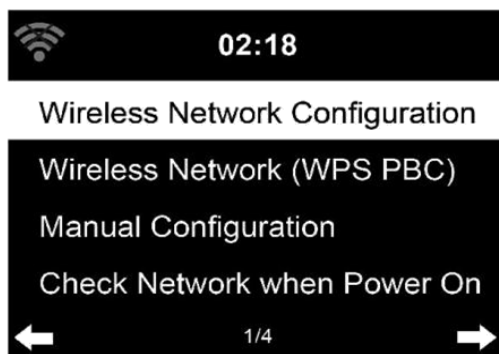 02:18
Wireless Network Configuration
Wireless Network (WPS PBC)
Manual Configuration
Check Network when Power On
1/4